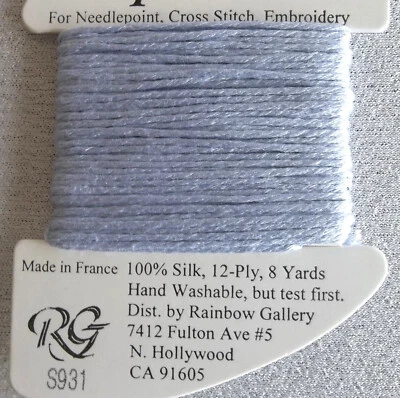 For Needlepoint, Cross Stitch, Embroidery
Made in France
100% Silk, 12-Ply, 8 Yards
Hand Washable, but test first.
Dist. by Rainbow Gallery
7412 Fulton Ave #5
N. Hollywood
CA 91605
RG
S931